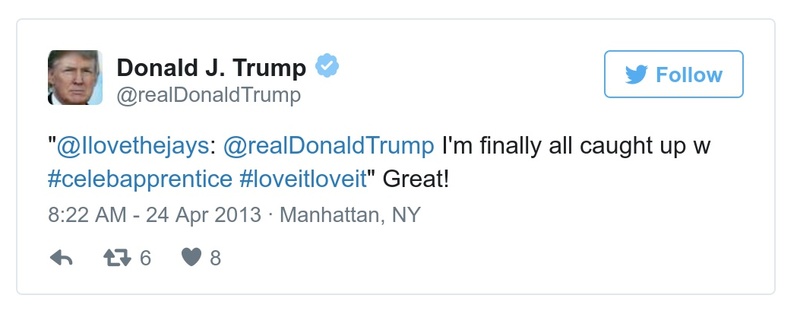 Donald J. Trump
@realDonaldTrump
Follow
"@Ilovethejays: @realDonaldTrump I'm finally all caught up w
#celebapprentice #loveitloveit" Great!
8:22 AM - 24 Apr 2013 · Manhattan, NY
6 8